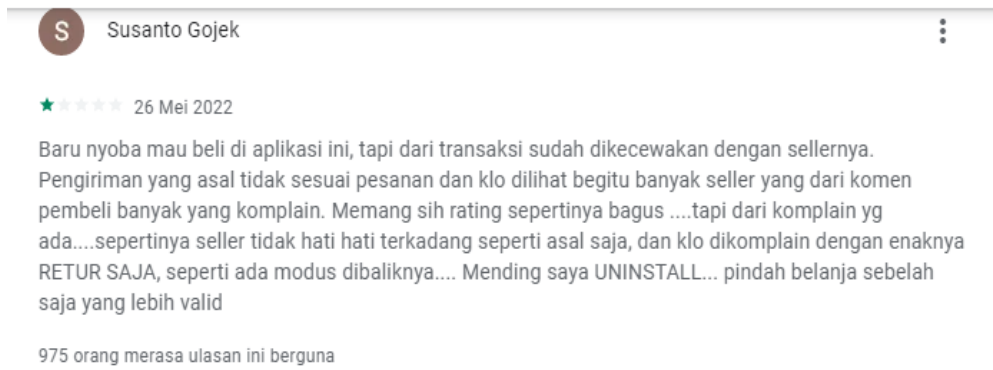 S
Susanto Gojek
26 Mei 2022
Baru nyoba mau beli di aplikasi ini, tapi dari transaksi sudah dikecewakan dengan sellernya.
Pengiriman yang asal tidak sesuai pesanan dan klo dilihat begitu banyak seller yang dari komen
pembeli banyak yang komplain. Memang sih rating sepertinya bagus ....tapi dari komplain yg
ada....sepertinya seller tidak hati hati terkadang seperti asal saja, dan klo dikomplain dengan enaknya
RETUR SAJA, seperti ada modus dibaliknya.... Mending saya UNINSTALL... pindah belanja sebelah
saja yang lebih valid
975 orang merasa ulasan ini berguna